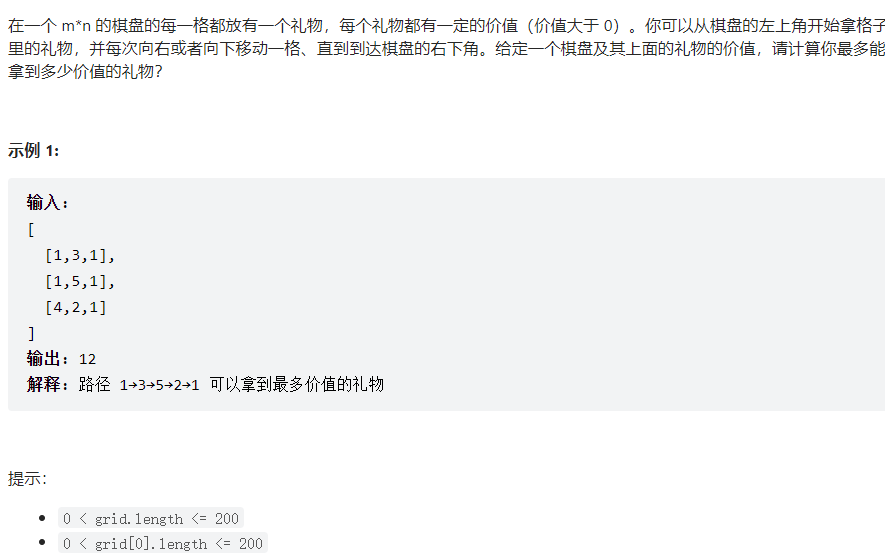 在一个 m*n 的棋盘的每一格都放有一个礼物，每个礼物都有一定的价值（价值大于 0）。你可以从棋盘的左上角开始拿格子
里的礼物，并每次向右或者向下移动一格、直到到达棋盘的右下角。给定一个棋盘及其上面的礼物的价值，请计算你最多能
拿到多少价值的礼物？
示例 1:
输入:
[
[1,3,1],
[1,5,1],
[4,2,1]
]
输出: 12
解释: 路径 1→3→5→2→1 可以拿到最多价值的礼物
提示：
• 0 < grid.length <= 200
• 0 < grid[0].length <= 200